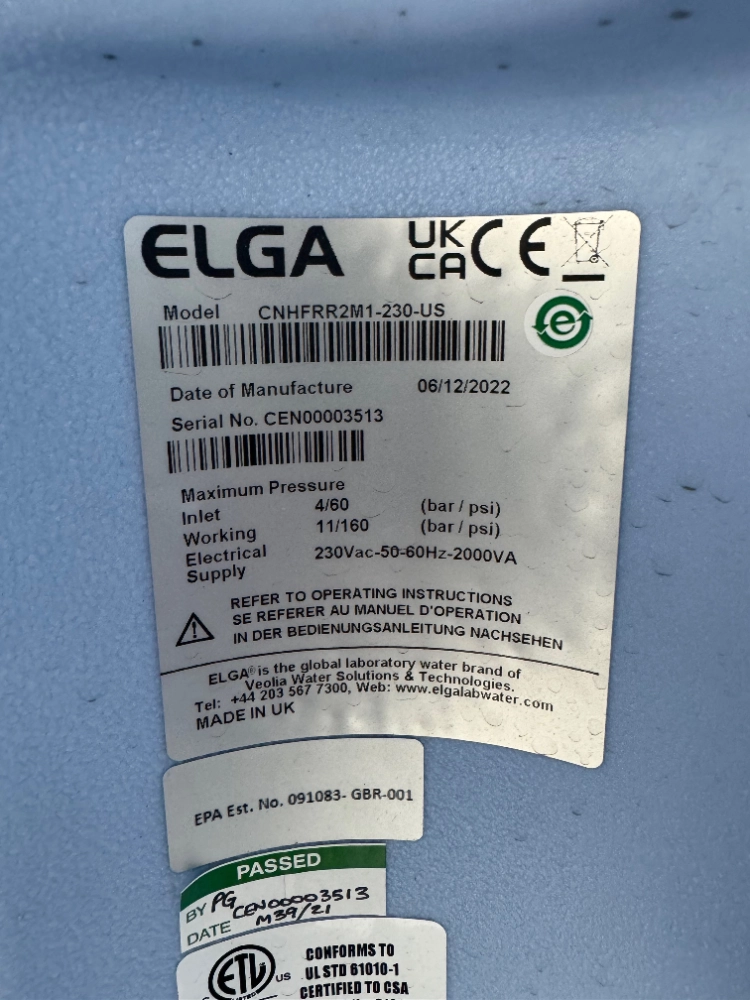 ELGA UK CA CE
Model CNHFRR2M1-230-US
e
Date of Manufacture 06/12/2022
Serial No. CEN00003513
Maximum Pressure
Inlet 4/60 (bar / psi)
Working 11/160 (bar / psi)
Electrical Supply 230Vac-50-60Hz-2000VA
REFER TO OPERATING INSTRUCTIONS
SE REFERER AU MANUEL D'OPERATION
IN DER BEDIENUNGSANLEITUNG NACHSEHEN
ELGA® is the global laboratory water brand of
Veolia Water Solutions & Technologies.
Tel: +44 203 567 7300, Web: www.elgalabwater.com
MADE IN UK
EPA Est. No. 091083- GBR-001
PASSED
BY PG CEN00003513
DATE M39/21
ETL US
CONFORMS TO
UL STD 61010-1
CERTIFIED TO CSA